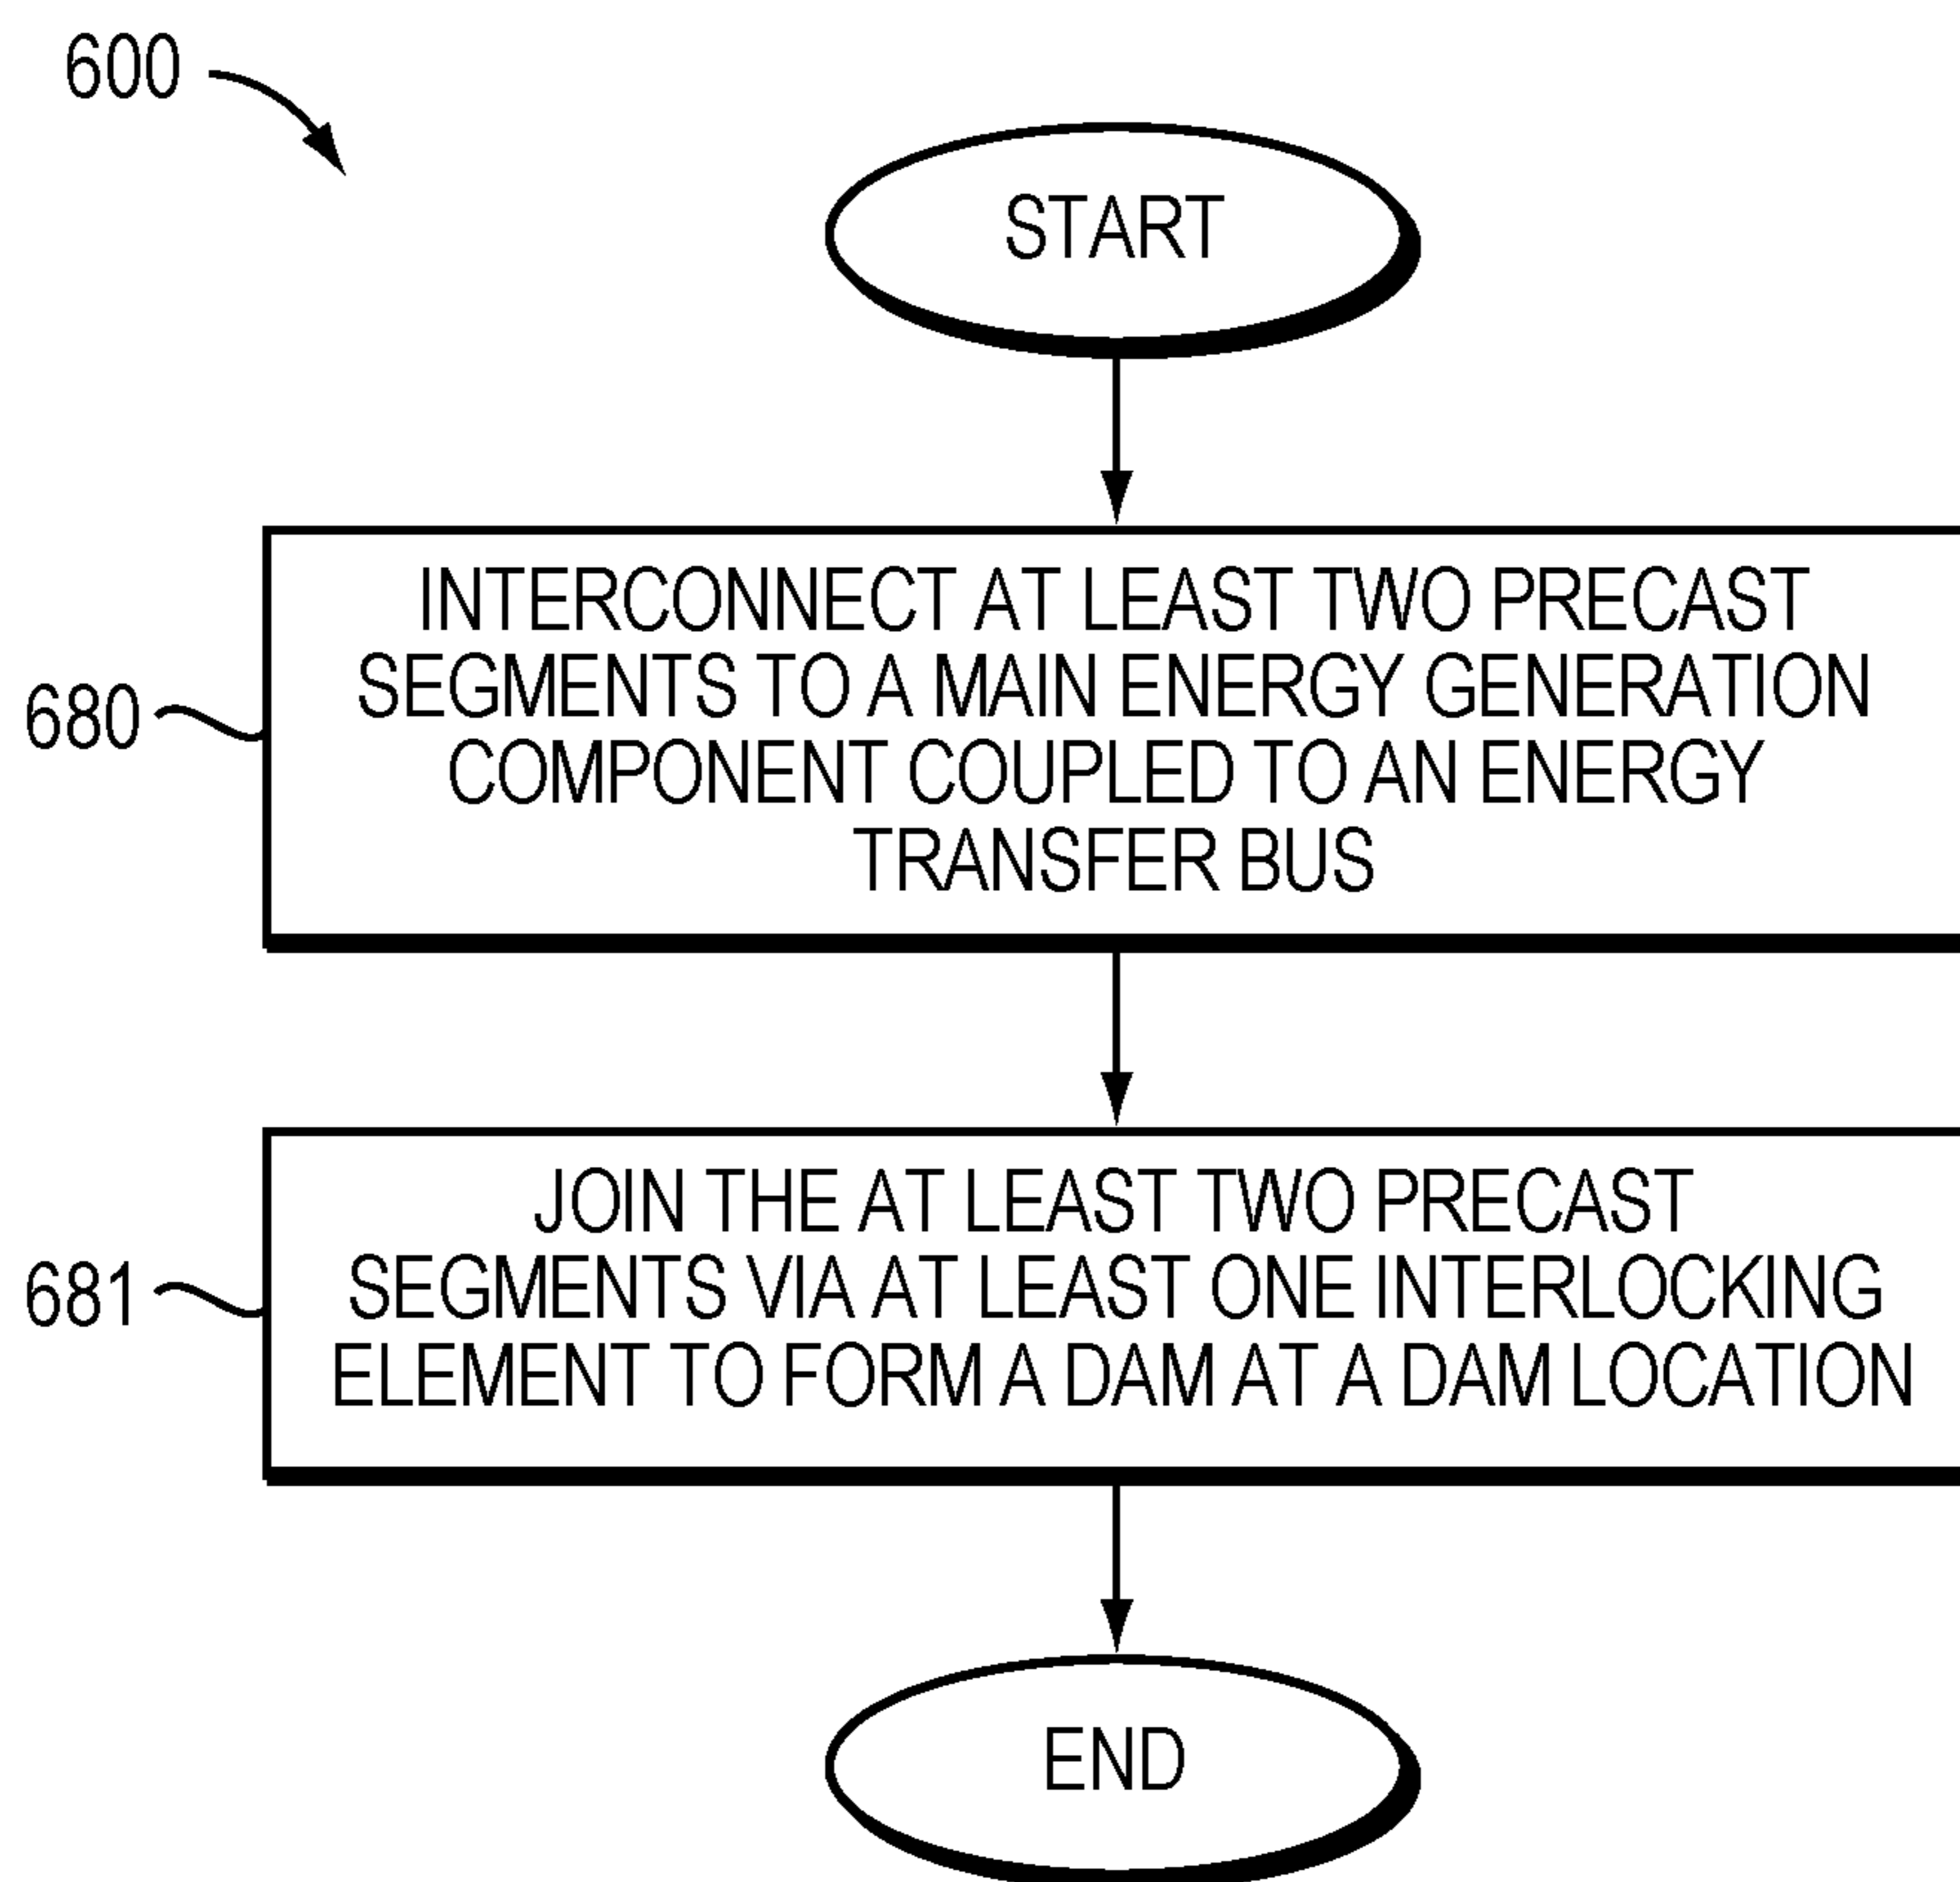 600
START
680
INTERCONNECT AT LEAST TWO PRECAST
SEGMENTS TO A MAIN ENERGY GENERATION
COMPONENT COUPLED TO AN ENERGY
TRANSFER BUS
681
JOIN THE AT LEAST TWO PRECAST
SEGMENTS VIA AT LEAST ONE INTERLOCKING
ELEMENT TO FORM A DAM AT A DAM LOCATION
END